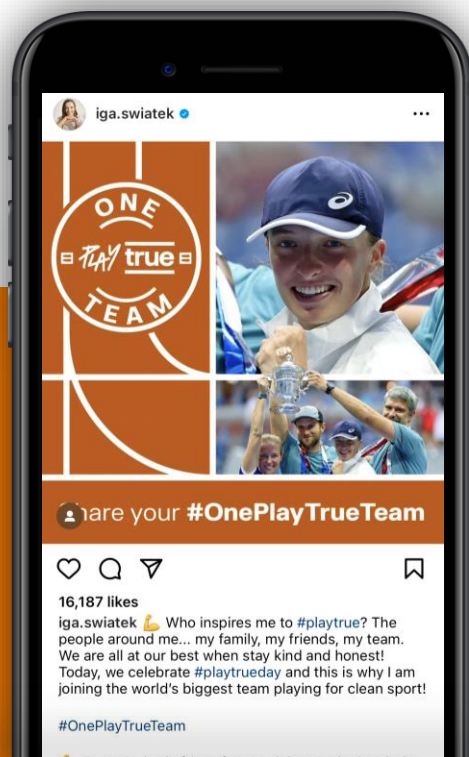 iga.swiatek
ONE
PLAY true
TEAM
hare your #OnePlayTrueTeam
16,187 likes
iga.swiatek 💪 Who inspires me to #playtrue? The
people around me... my family, my friends, my team.
We are all at our best when stay kind and honest!
Today, we celebrate #playtrueday and this is why I am
joining the world's biggest team playing for clean sport!
#OnePlayTrueTeam